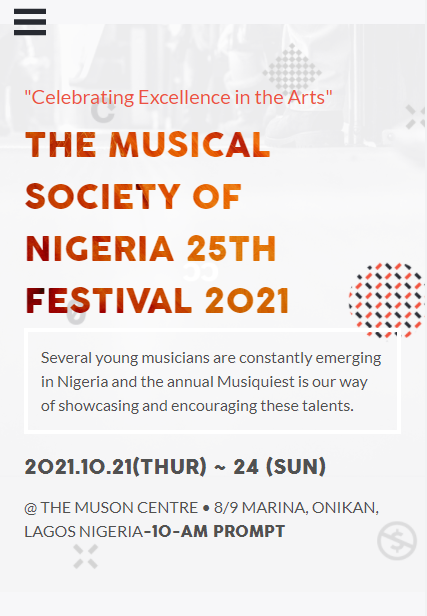 "Celebrating Excellence in the Arts"
THE MUSICAL
SOCIETY OF
NIGERIA 25TH
FESTIVAL 2021
Several young musicians are constantly emerging
in Nigeria and the annual Musiquiest is our way
of showcasing and encouraging these talents.
2021.10.21(THUR) ~ 24 (SUN)
@ THE MUSON CENTRE • 8/9 MARINA, ONIKAN,
LAGOS NIGERIA-10-AM PROMPT